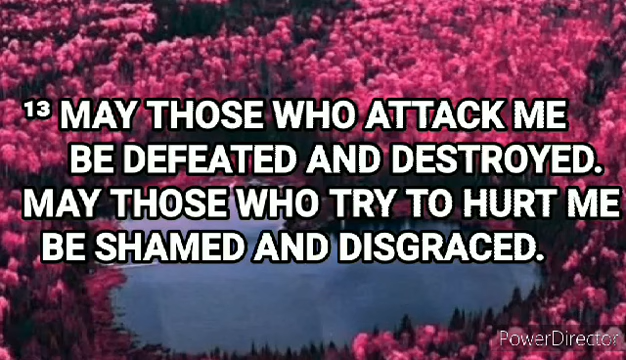 ¹³ MAY THOSE WHO ATTACK ME
BE DEFEATED AND DESTROYED.
MAY THOSE WHO TRY TO HURT ME
BE SHAMED AND DISGRACED.
PowerDirector